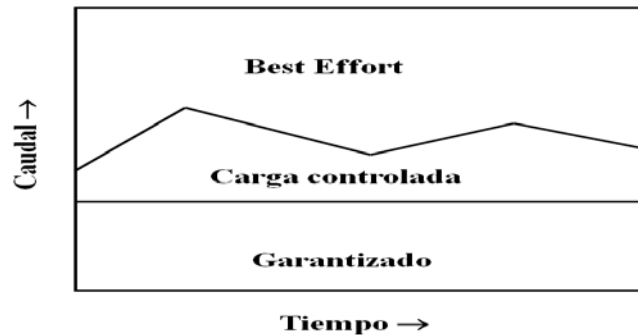 Best Effort
Caudal →
Carga controlada
Garantizado
Tiempo →